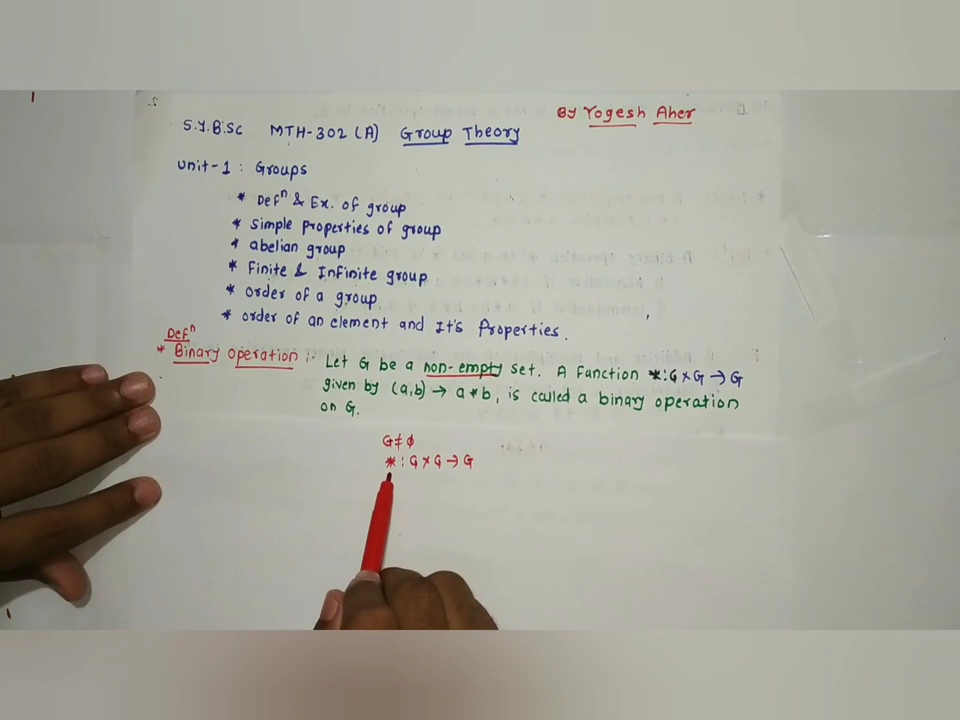 By Yogesh Aher
S.Y.B.Sc MTH-302 (A) Group Theory
Unit-1 : Groups
* Defⁿ & Ex. of group
* Simple properties of group
* abelian group
* Finite & Infinite group
* order of a group
* order of an element and It's Properties.
Defⁿ
* Binary operation :- Let G be a non-empty set. A function *: G × G → G
given by (a,b) → a * b, is called a binary operation
on G.
G ≠ ϕ
* : G × G → G